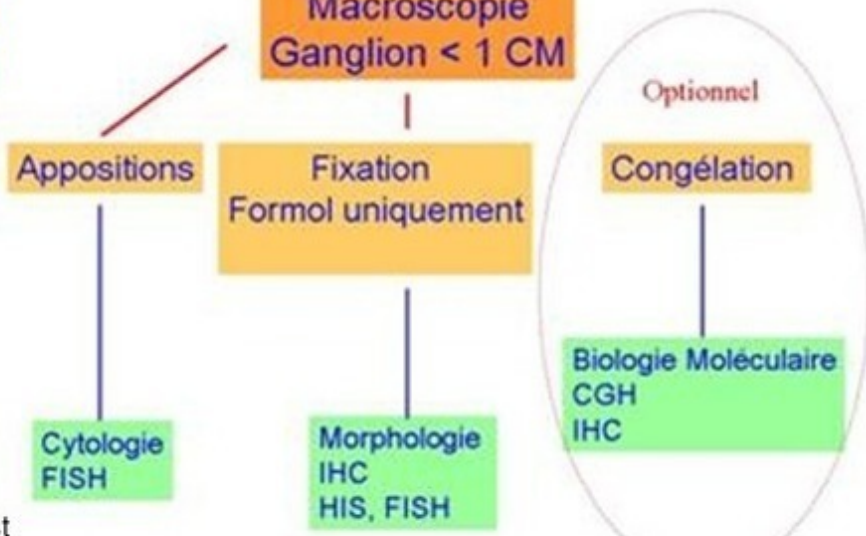 Macroscopie
Ganglion < 1 CM
Optionnel
Appositions
Fixation
Formol uniquement
Congélation
Biologie Moléculaire
CGH
IHC
Cytologie
FISH
Morphologie
IHC
HIS, FISH